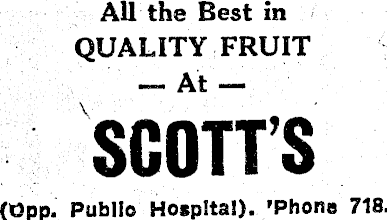 All the Best in
QUALITY FRUIT
— At —
SCOTT'S
(Opp. Public Hospital). 'Phone 718.